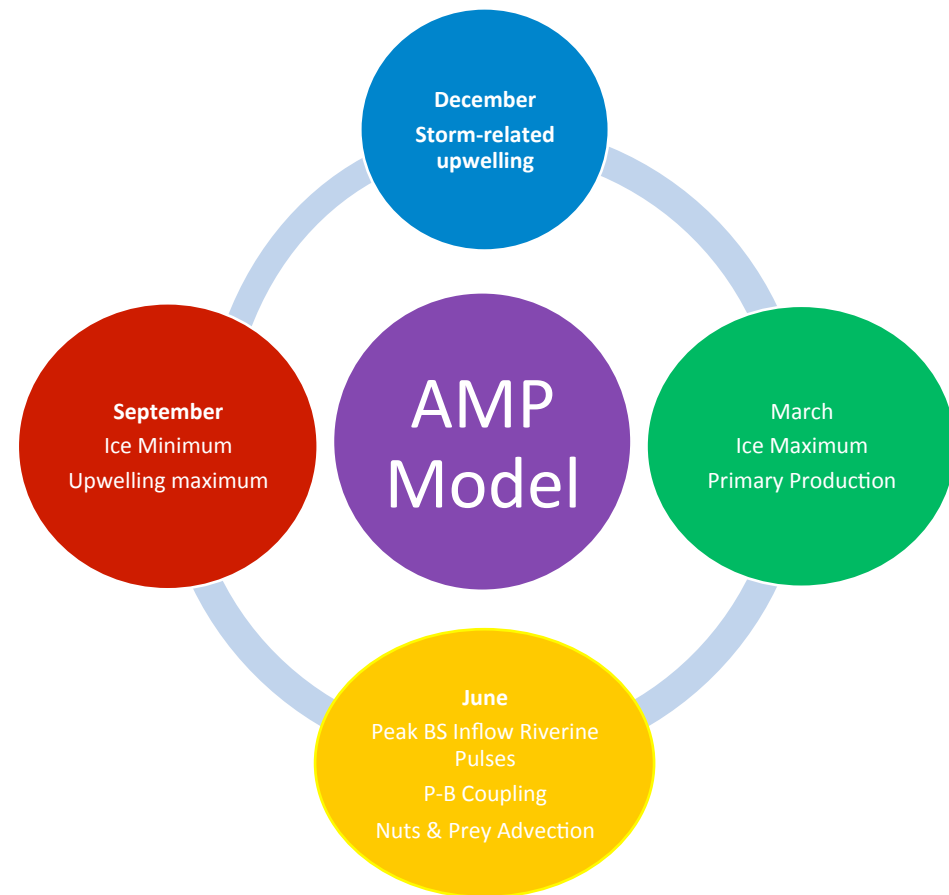 December
Storm-related
upwelling
September
Ice Minimum
Upwelling maximum
AMP
Model
March
Ice Maximum
Primary Production
June
Peak BS Inflow Riverine
Pulses
P-B Coupling
Nuts & Prey Advection